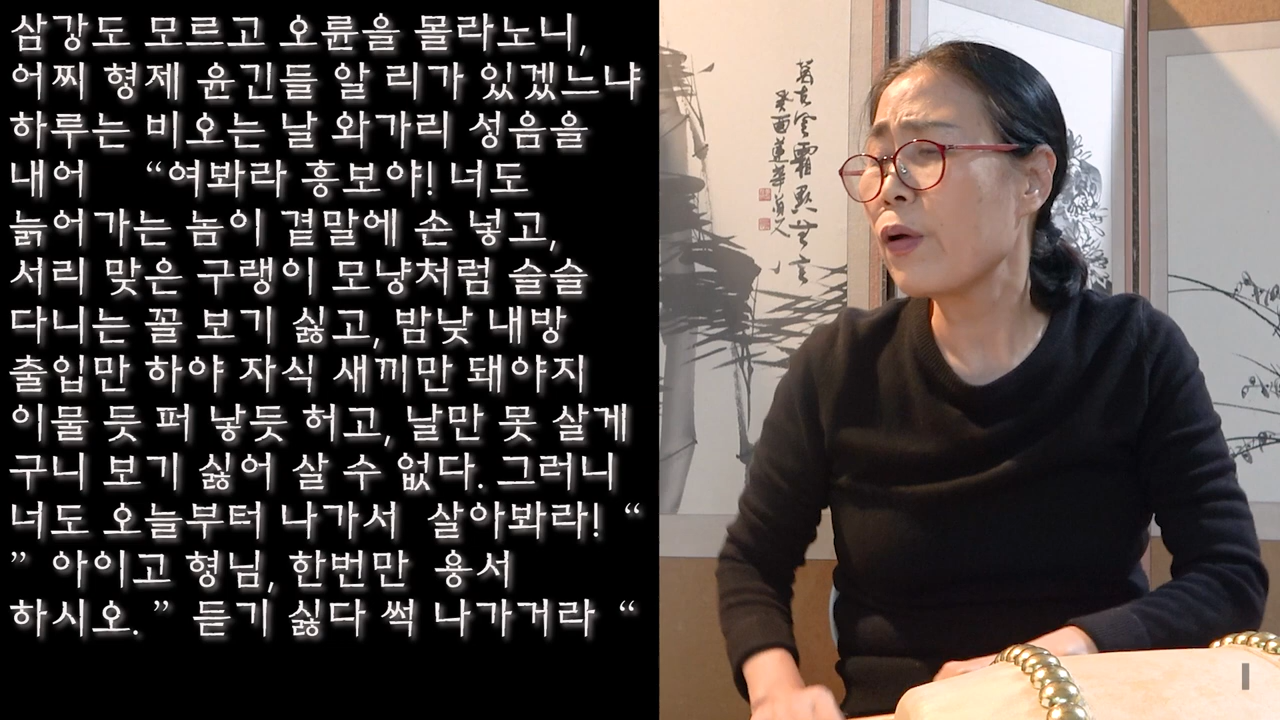 삼강도 모르고 오륜을 몰라노니,
어찌 형제 윤긴들 알 리가 있겠느냐
하루는 비오는 날 와가리 성음을
내어 “여봐라 흥보야! 너도
늙어가는 놈이 곁말에 손 넣고,
서리 맞은 구랭이 모냥처럼 슬슬
다니는 꼴 보기 싫고, 밤낮 내방
출입만 하야 자식 새끼만 돼야지
이물 듯 퍼 낳듯 허고, 날만 못 살게
구니 보기 싫어 살 수 없다. 그러니
너도 오늘부터 나가서 살아봐라! “
” 아이고 형님, 한번만 용서
하시오. ” 듣기 싫다 썩 나가거라 “